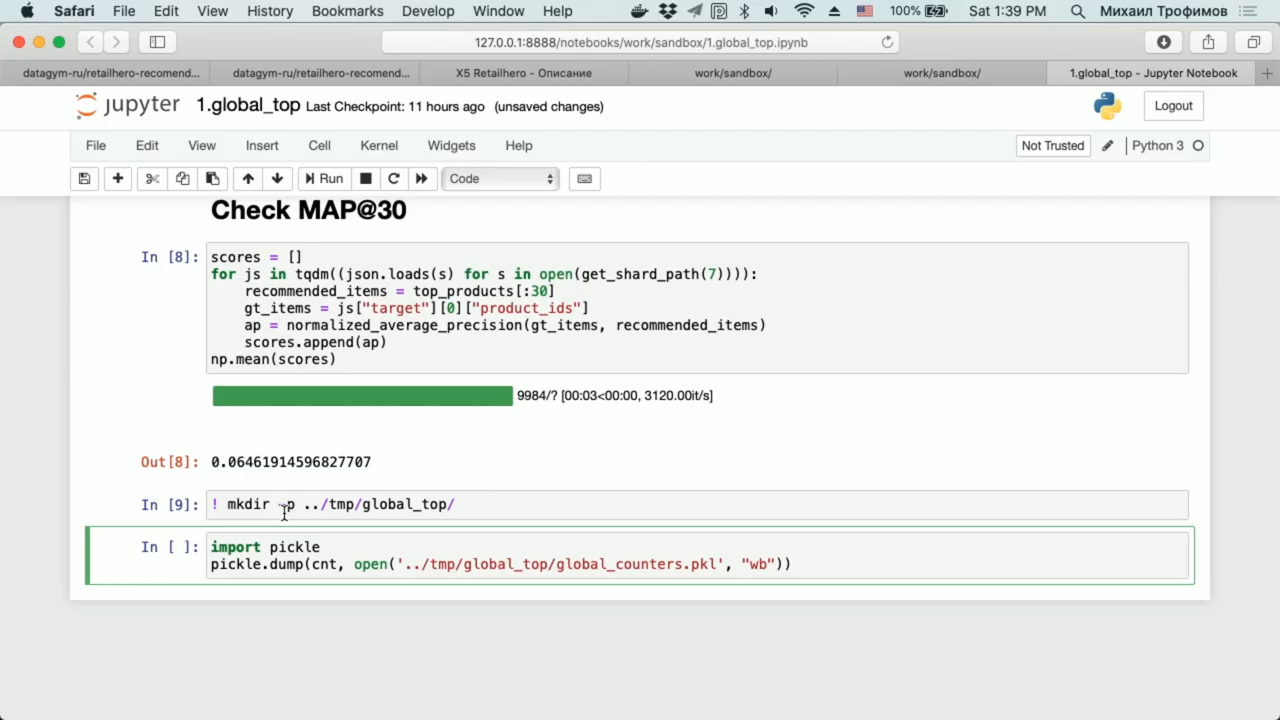 Safari File Edit View History Bookmarks Develop Window Help 100% Sat 1:39 PM Михаил Трофимов
127.0.0.1:8888/notebooks/work/sandbox/1.global_top.ipynb
datagym-ru/retailhero-recomend... datagym-ru/retailhero-recomend... X5 Retailhero - Описание work/sandbox/ work/sandbox/ 1.global_top - Jupyter Notebook
jupyter 1.global_top Last Checkpoint: 11 hours ago (unsaved changes) Logout
File Edit View Insert Cell Kernel Widgets Help Not Trusted Python 3
Run Code
Check MAP@30
In [8]: scores = []
for js in tqdm((json.loads(s) for s in open(get_shard_path(7)))):
recommended_items = top_products[:30]
gt_items = js["target"][0]["product_ids"]
ap = normalized_average_precision(gt_items, recommended_items)
scores.append(ap)
np.mean(scores)
9984/? [00:03<00:00, 3120.00it/s]
Out[8]: 0.06461914596827707
In [9]: ! mkdir -p ../tmp/global_top/
In [ ]: import pickle
pickle.dump(cnt, open('../tmp/global_top/global_counters.pkl', "wb"))